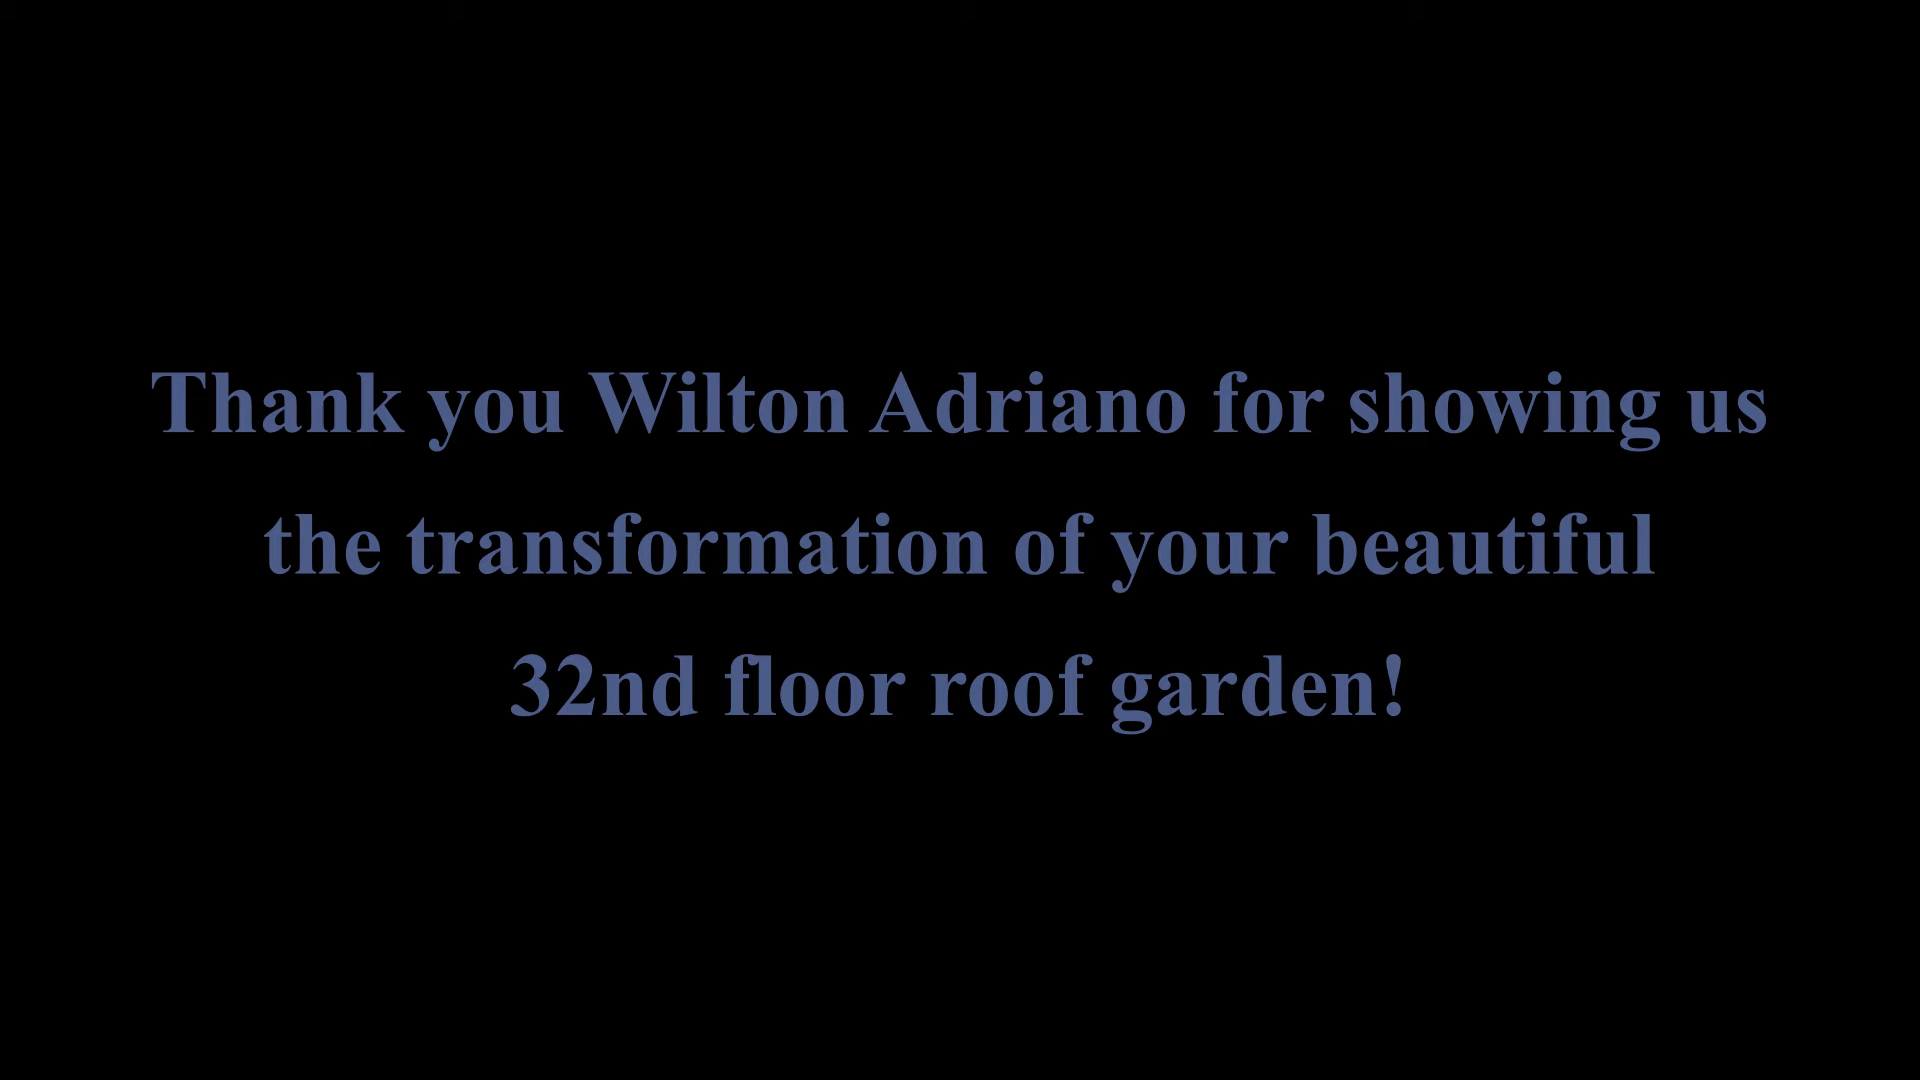 Thank you Wilton Adriano for showing us
the transformation of your beautiful
32nd floor roof garden!